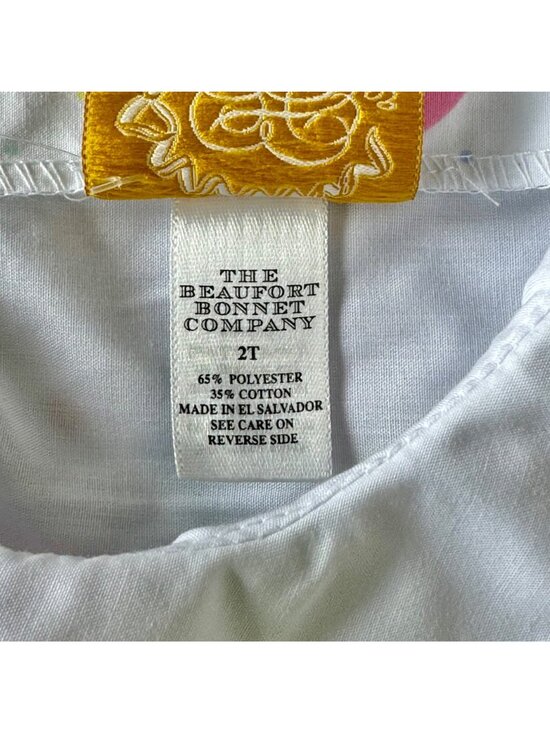 THE
BEAUFORT
BONNET
COMPANY
2T
65% POLYESTER
35% COTTON
MADE IN EL SALVADOR
SEE CARE ON
REVERSE SIDE